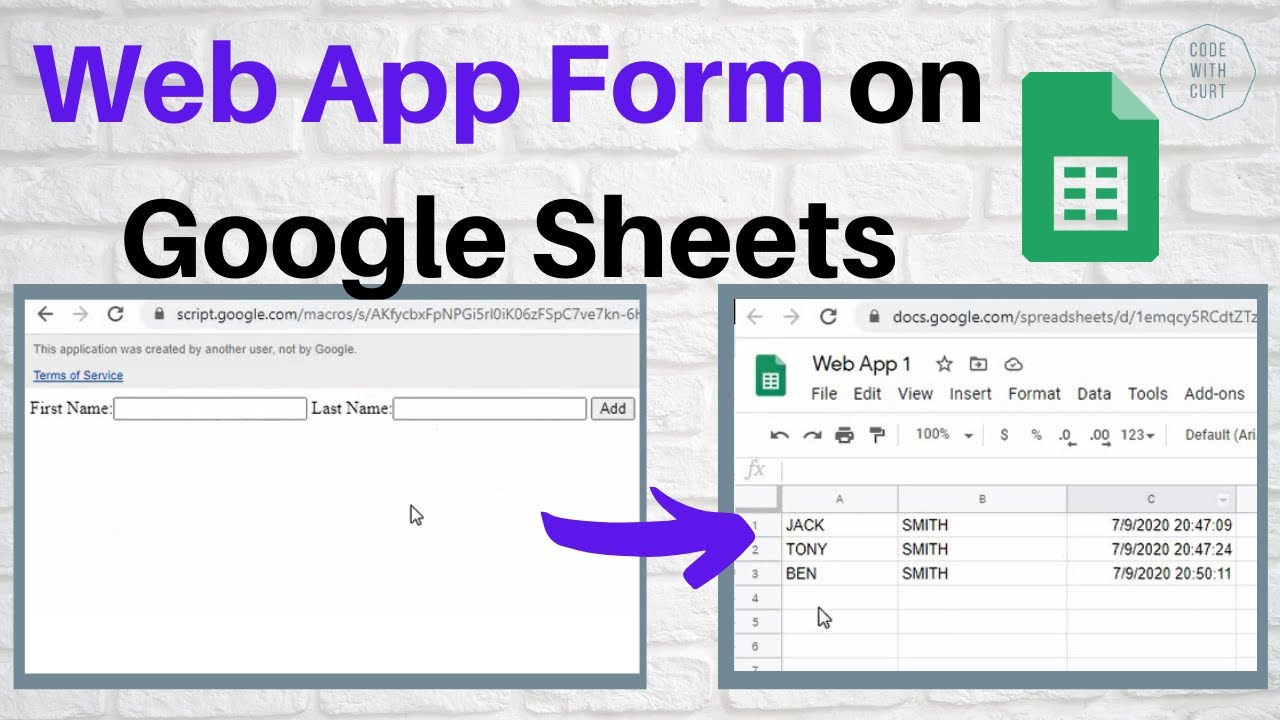 Web App Form on
Google Sheets
CODE
WITH
CURT
script.google.com/macros/s/AKfycbxFpNPGi5rl0iK06zFSpC7ve7kn-6
This application was created by another user, not by Google.
Terms of Service
First Name: Last Name: Add
docs.google.com/spreadsheets/d/1emqcy5RCdtZTz
Web App 1
File Edit View Insert Format Data Tools Add-ons
100% $ % .0 .00 123 Default (Ari
fx
A B C
1 JACK SMITH 7/9/2020 20:47:09
2 TONY SMITH 7/9/2020 20:47:24
3 BEN SMITH 7/9/2020 20:50:11
4
5
6
7